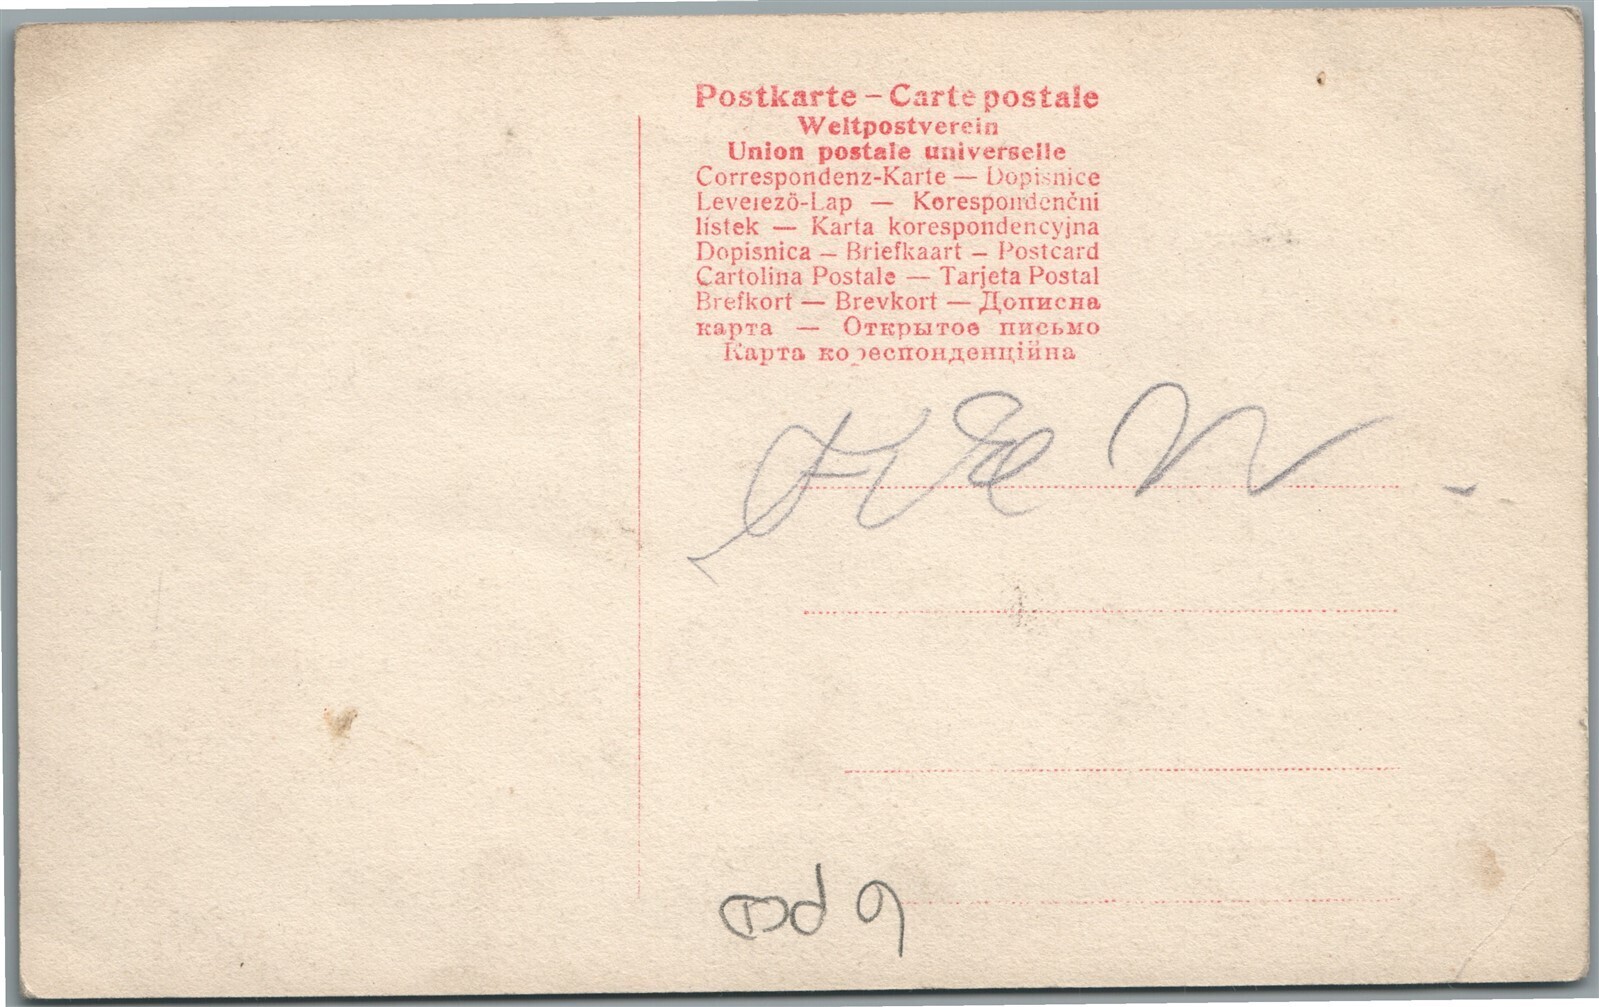 Postkarte – Carte postale
Weltpostverein
Union postale universelle
Correspondenz-Karte — Dopisnice
Levelező-Lap — Korespondenční
lístek — Karta korespondencyjna
Dopisnica — Briefkaart — Postcard
Cartolina Postale — Tarjeta Postal
Brefkort — Brevkort — Дописна
карта — Открытое письмо
Карта кореспонденційна